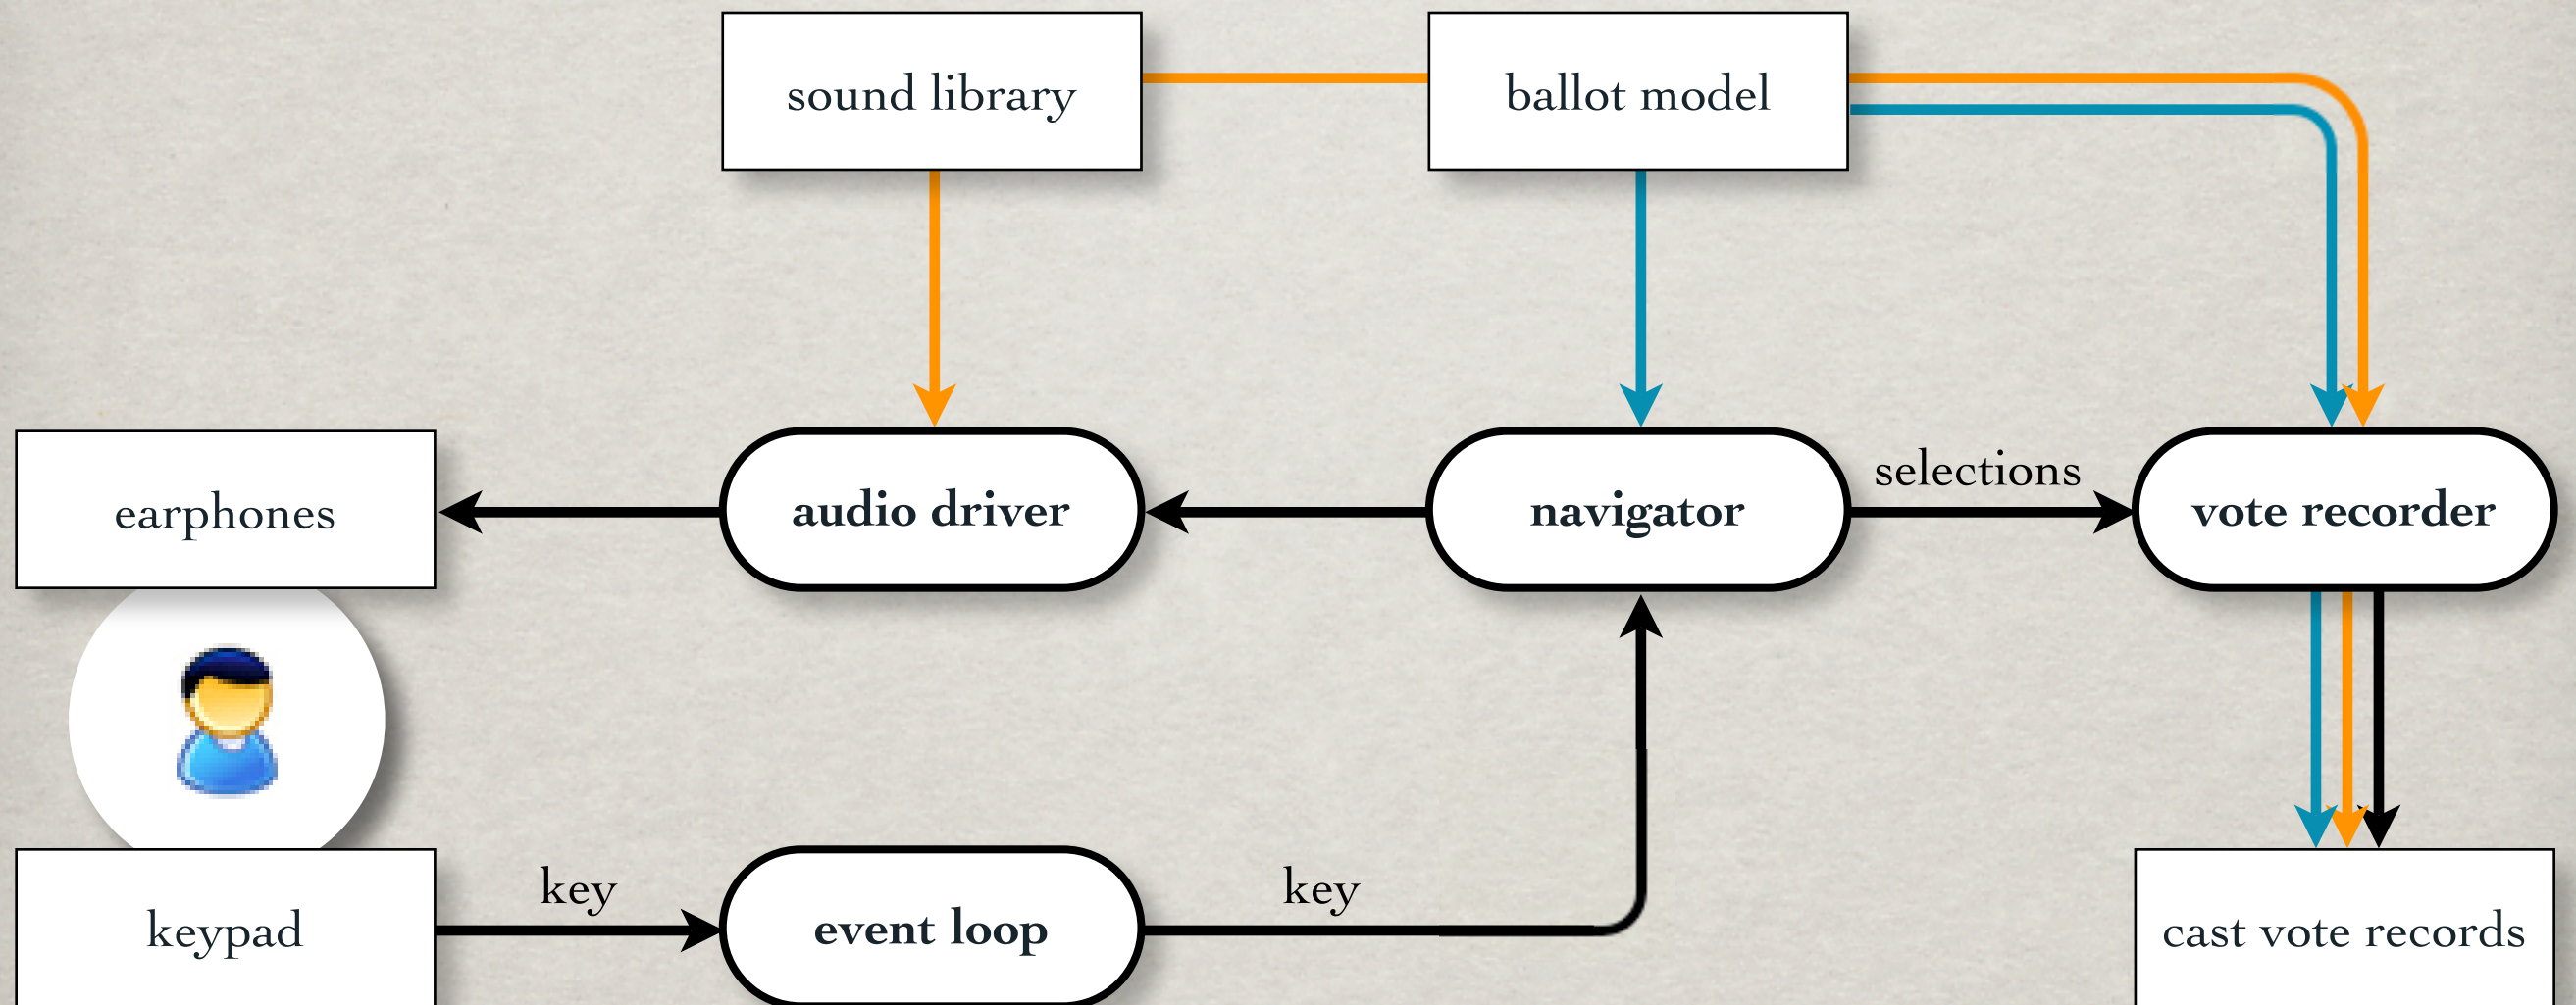 sound library
ballot model
earphones
audio driver
navigator
selections
vote recorder
keypad
key
event loop
key
cast vote records